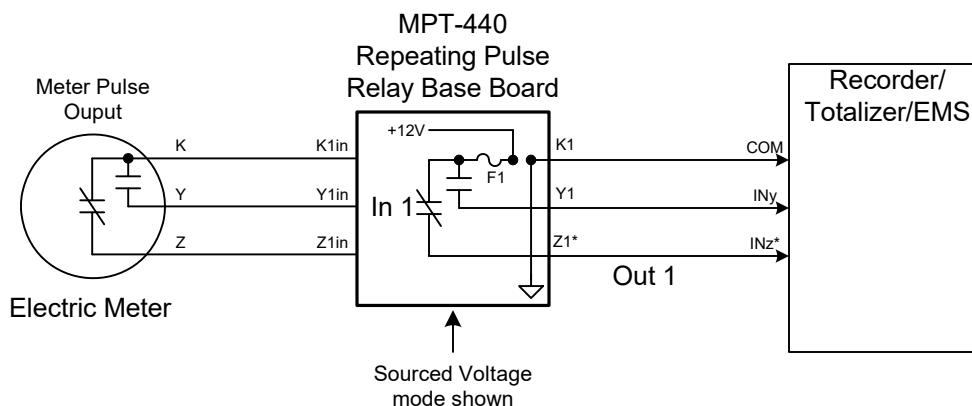 MPT-440
Repeating Pulse
Relay Base Board
Meter Pulse
Ouput
K
Y
Z
Electric Meter
K1in
Y1in
Z1in
In 1
+12V
F1
K1
Y1
Z1*
Out 1
COM
INy
INz*
Recorder/
Totalizer/EMS
Sourced Voltage
mode shown